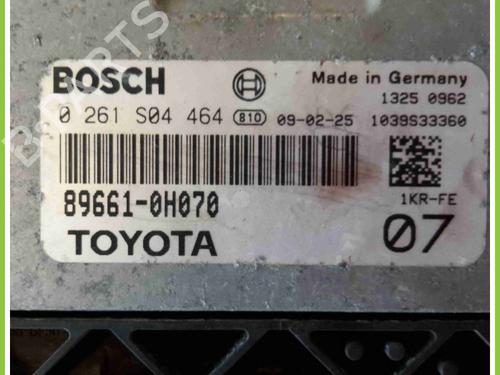 BOSCH
Made in Germany
1325 0962
0 261 S04 464 B10 09-02-25 1039S33360
89661-0H070
1KR-FE
TOYOTA
07